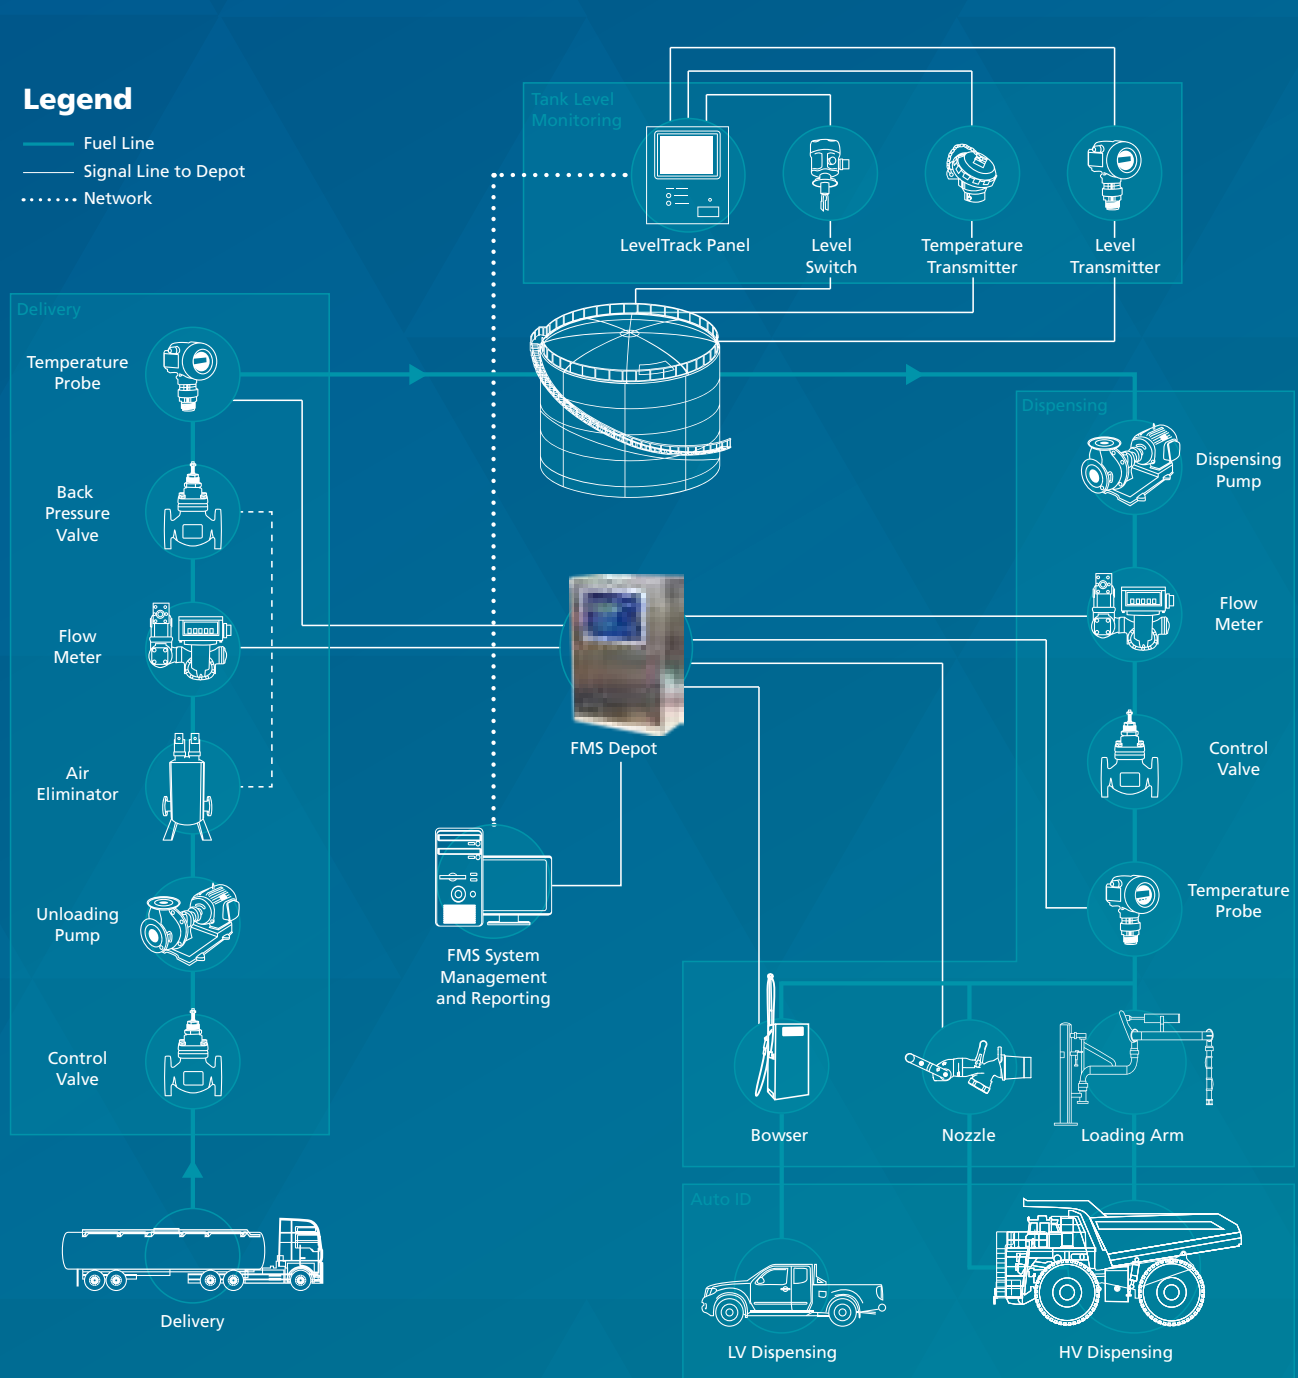 Legend
Fuel Line
Signal Line to Depot
Network
Tank Level
Monitoring
LevelTrack Panel
Level
Switch
Temperature
Transmitter
Level
Transmitter
Delivery
Temperature
Probe
Back
Pressure
Valve
Flow
Meter
Air
Eliminator
Unloading
Pump
Control
Valve
Delivery
FMS Depot
FMS System
Management
and Reporting
Dispensing
Dispensing
Pump
Flow
Meter
Control
Valve
Temperature
Probe
Bowser
Nozzle
Loading Arm
Auto ID
LV Dispensing
HV Dispensing